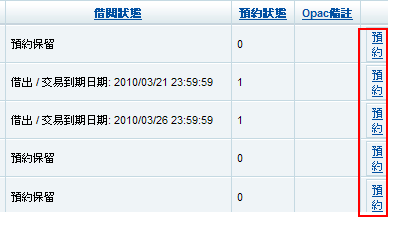 借閱狀態 預約狀態 Opac備註
預約保留 0 預約
借出 / 交易到期日期: 2010/03/21 23:59:59 1 預約
借出 / 交易到期日期: 2010/03/26 23:59:59 1 預約
預約保留 0 預約
預約保留 0 預約